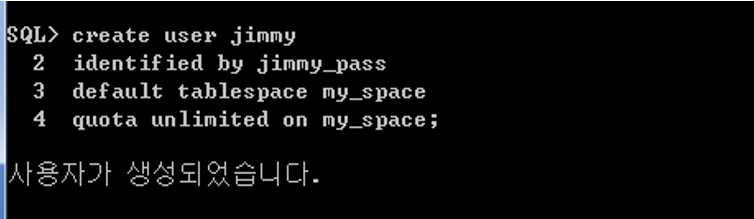 SQL> create user jimmy
2 identified by jimmy_pass
3 default tablespace my_space
4 quota unlimited on my_space;
사용자가 생성되었습니다.